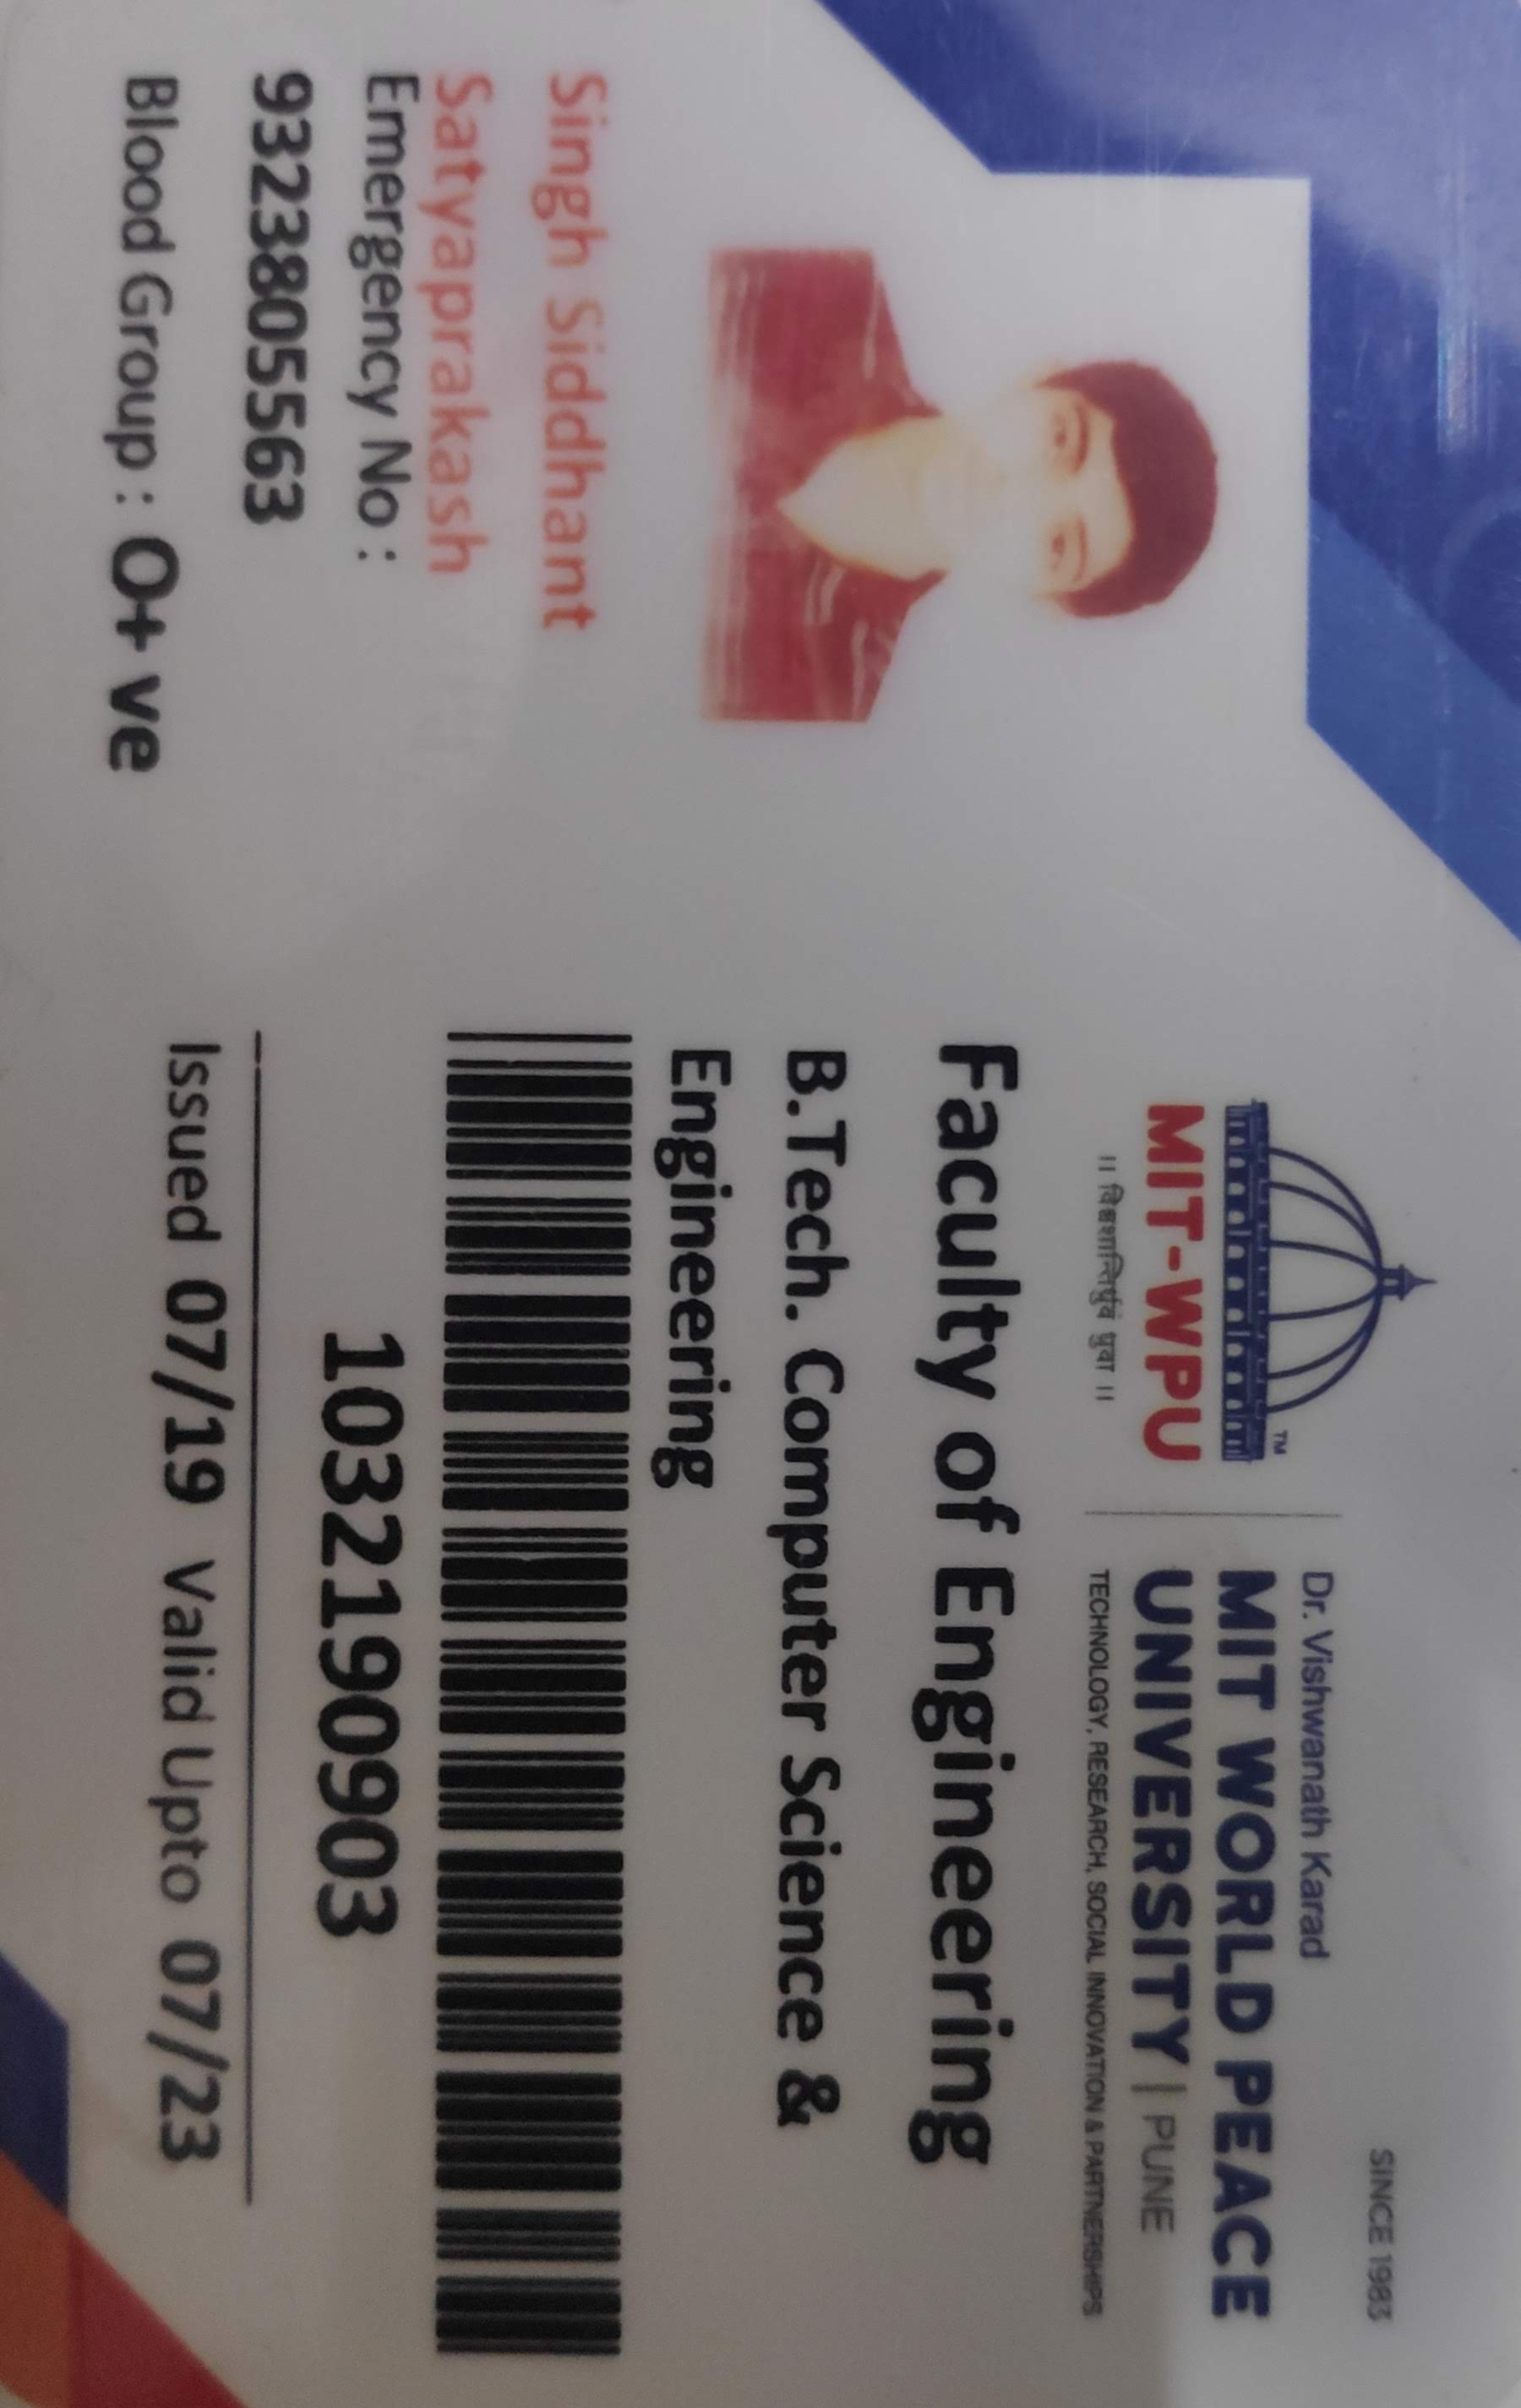 SINCE 1983
Dr. Vishwanath Karad
MIT WORLD PEACE
UNIVERSITY | PUNE
TECHNOLOGY, RESEARCH, SOCIAL INNOVATION & PARTNERSHIPS
TM
MIT-WPU
॥ विश्वशान्तिर्ध्रुवं ध्रुवा ॥
Faculty of Engineering
B.Tech. Computer Science &
Engineering
1032190903
Issued 07/19 Valid Upto 07/23
Singh Siddhant
Satyaprakash
Emergency No :
9323805563
Blood Group : O+ ve